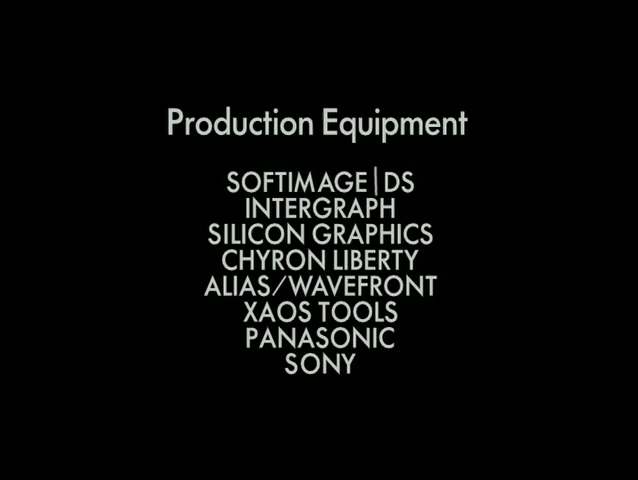 Production Equipment
SOFTIMAGE|DS
INTERGRAPH
SILICON GRAPHICS
CHYRON LIBERTY
ALIAS/WAVEFRONT
XAOS TOOLS
PANASONIC
SONY